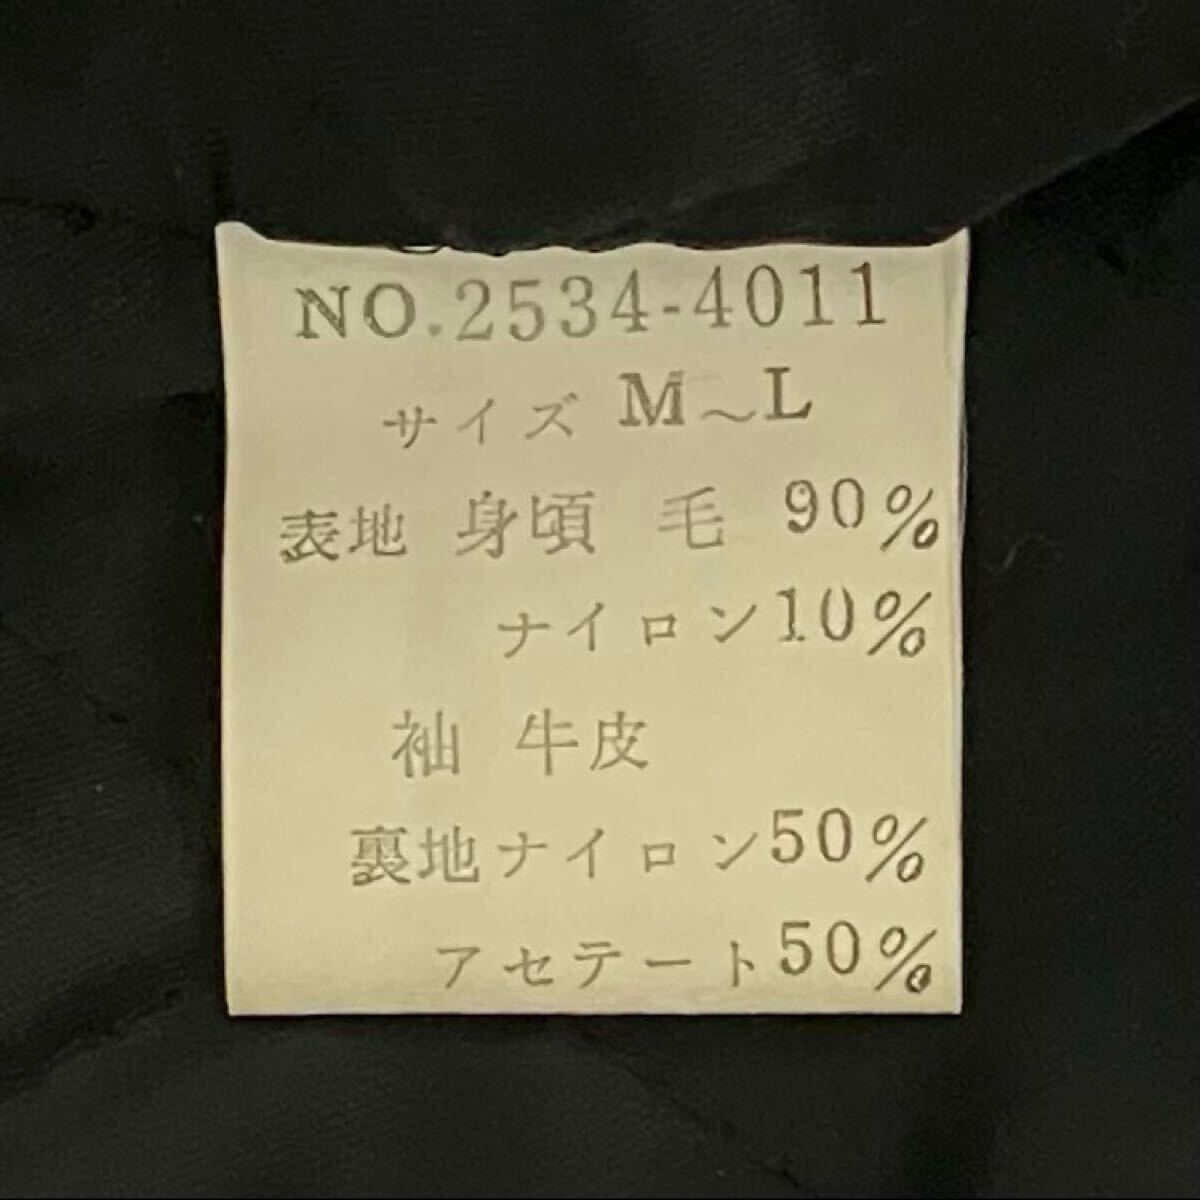 NO.2534-4011
サイズ M～L
表地 身頃 毛 90%
ナイロン10%
袖 牛皮
裏地ナイロン50%
アセテート50%